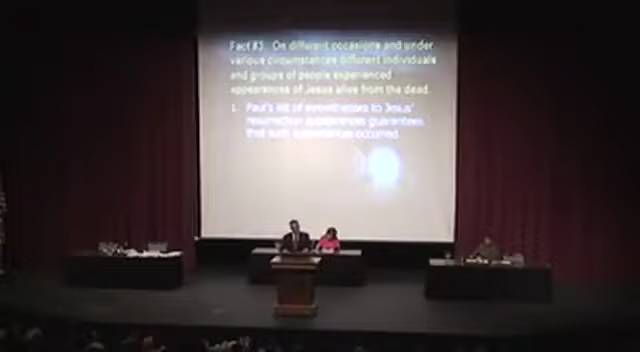 Fact #3: On different occasions and under
various circumstances different individuals
and groups of people experienced
appearances of Jesus alive from the dead.
1. Paul's list of eyewitnesses to Jesus'
resurrection appearances guarantees
that such appearances occurred.